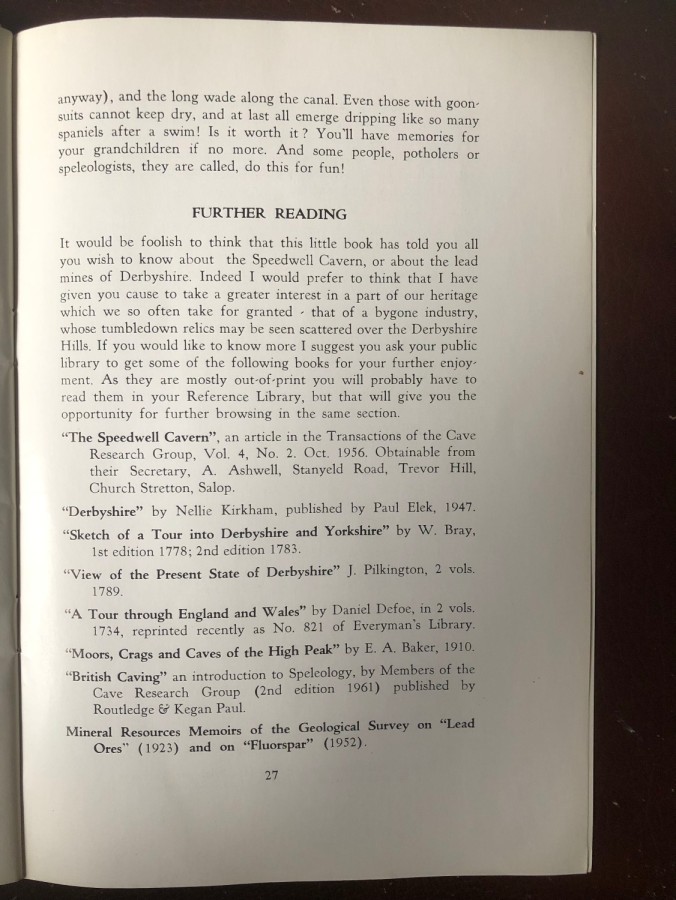 anyway), and the long wade along the canal. Even those with goon-
suits cannot keep dry, and at last all emerge dripping like so many
spaniels after a swim! Is it worth it? You'll have memories for
your grandchildren if no more. And some people, potholers or
speleologists, they are called, do this for fun!
FURTHER READING
It would be foolish to think that this little book has told you all
you wish to know about the Speedwell Cavern, or about the lead
mines of Derbyshire. Indeed I would prefer to think that I have
given you cause to take a greater interest in a part of our heritage
which we so often take for granted - that of a bygone industry,
whose tumbledown relics may be seen scattered over the Derbyshire
Hills. If you would like to know more I suggest you ask your public
library to get some of the following books for your further enjoy-
ment. As they are mostly out-of-print you will probably have to
read them in your Reference Library, but that will give you the
opportunity for further browsing in the same section.
"The Speedwell Cavern", an article in the Transactions of the Cave
Research Group, Vol. 4, No. 2. Oct. 1956. Obtainable from
their Secretary, A. Ashwell, Stanyeld Road, Trevor Hill,
Church Stretton, Salop.
"Derbyshire" by Nellie Kirkham, published by Paul Elek, 1947.
"Sketch of a Tour into Derbyshire and Yorkshire" by W. Bray,
1st edition 1778; 2nd edition 1783.
"View of the Present State of Derbyshire" J. Pilkington, 2 vols.
1789.
"A Tour through England and Wales" by Daniel Defoe, in 2 vols.
1734, reprinted recently as No. 821 of Everyman's Library.
"Moors, Crags and Caves of the High Peak" by E. A. Baker, 1910.
"British Caving" an introduction to Speleology, by Members of the
Cave Research Group (2nd edition 1961) published by
Routledge & Kegan Paul.
Mineral Resources Memoirs of the Geological Survey on "Lead
Ores" (1923) and on "Fluorspar" (1952).
27